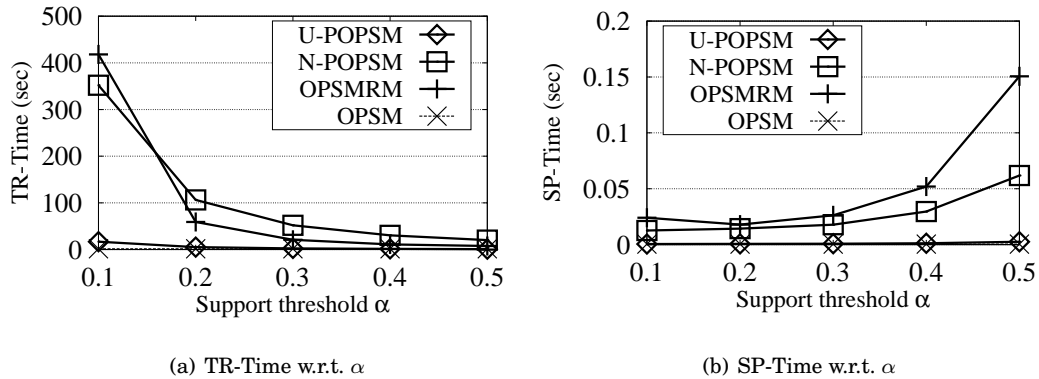 500
400
300
200
100
0
TR-Time (sec)
U-POPSM
N-POPSM
OPSMRM
OPSM
0.1 0.2 0.3 0.4 0.5
Support threshold α
(a) TR-Time w.r.t. α
0.2
0.15
0.1
0.05
0
SP-Time (sec)
U-POPSM
N-POPSM
OPSMRM
OPSM
0.1 0.2 0.3 0.4 0.5
Support threshold α
(b) SP-Time w.r.t. α